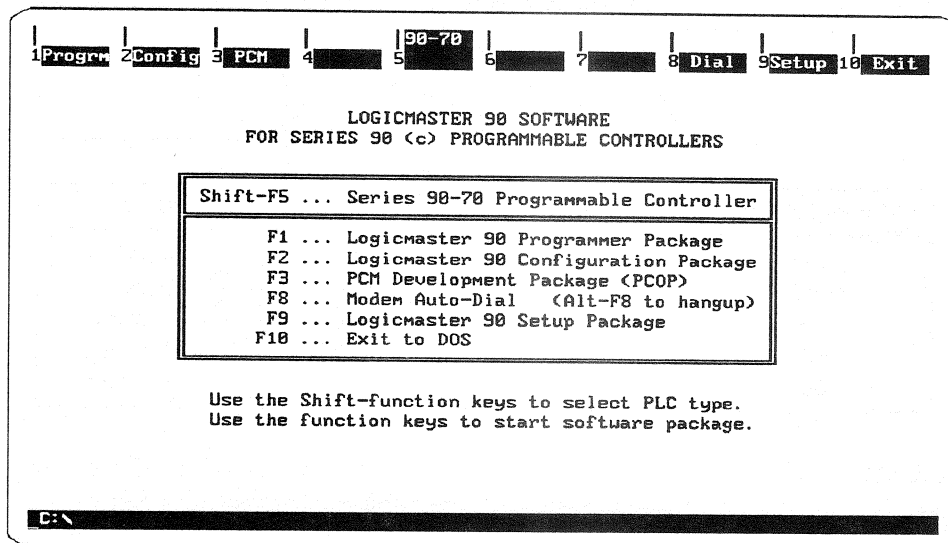 90-70
1Progrm 2Config 3 PCM 4 5 6 7 8 Dial 9Setup 10 Exit
LOGICMASTER 90 SOFTWARE
FOR SERIES 90 (c) PROGRAMMABLE CONTROLLERS
Shift-F5 ... Series 90-70 Programmable Controller
F1 ... Logicmaster 90 Programmer Package
F2 ... Logicmaster 90 Configuration Package
F3 ... PCM Development Package (PCOP)
F8 ... Modem Auto-Dial (Alt-F8 to hangup)
F9 ... Logicmaster 90 Setup Package
F10 ... Exit to DOS
Use the Shift-function keys to select PLC type.
Use the function keys to start software package.
C:\